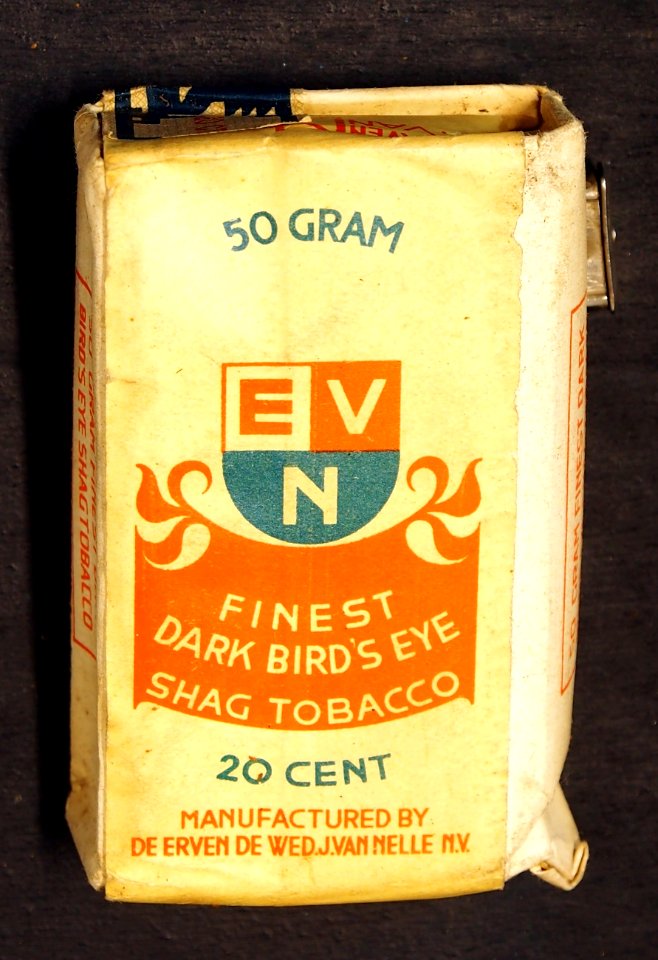 50 GRAM
E V
N
FINEST
DARK BIRD'S EYE
SHAG TOBACCO
20 CENT
MANUFACTURED BY
DE ERVEN DE WED.J.VAN NELLE N.V.
BIRD'S EYE SHAG TOBACCO
50 GRAM FINEST DARK